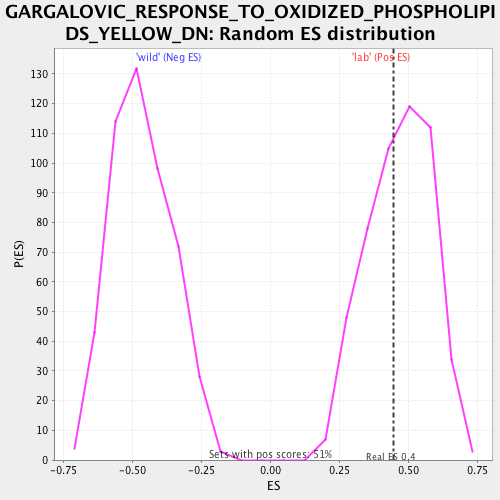 GARGALOVIC_RESPONSE_TO_OXIDIZED_PHOSPHOLIPI
DS_YELLOW_DN: Random ES distribution
'wild' (Neg ES) 'lab' (Pos ES)
130
120
110
100
90
80
70
60
50
40
30
20
10
0
P(ES)
Sets with pos scores: 51%
Real ES 0.4
-0.75 -0.50 -0.25 0.00 0.25 0.50 0.75
ES